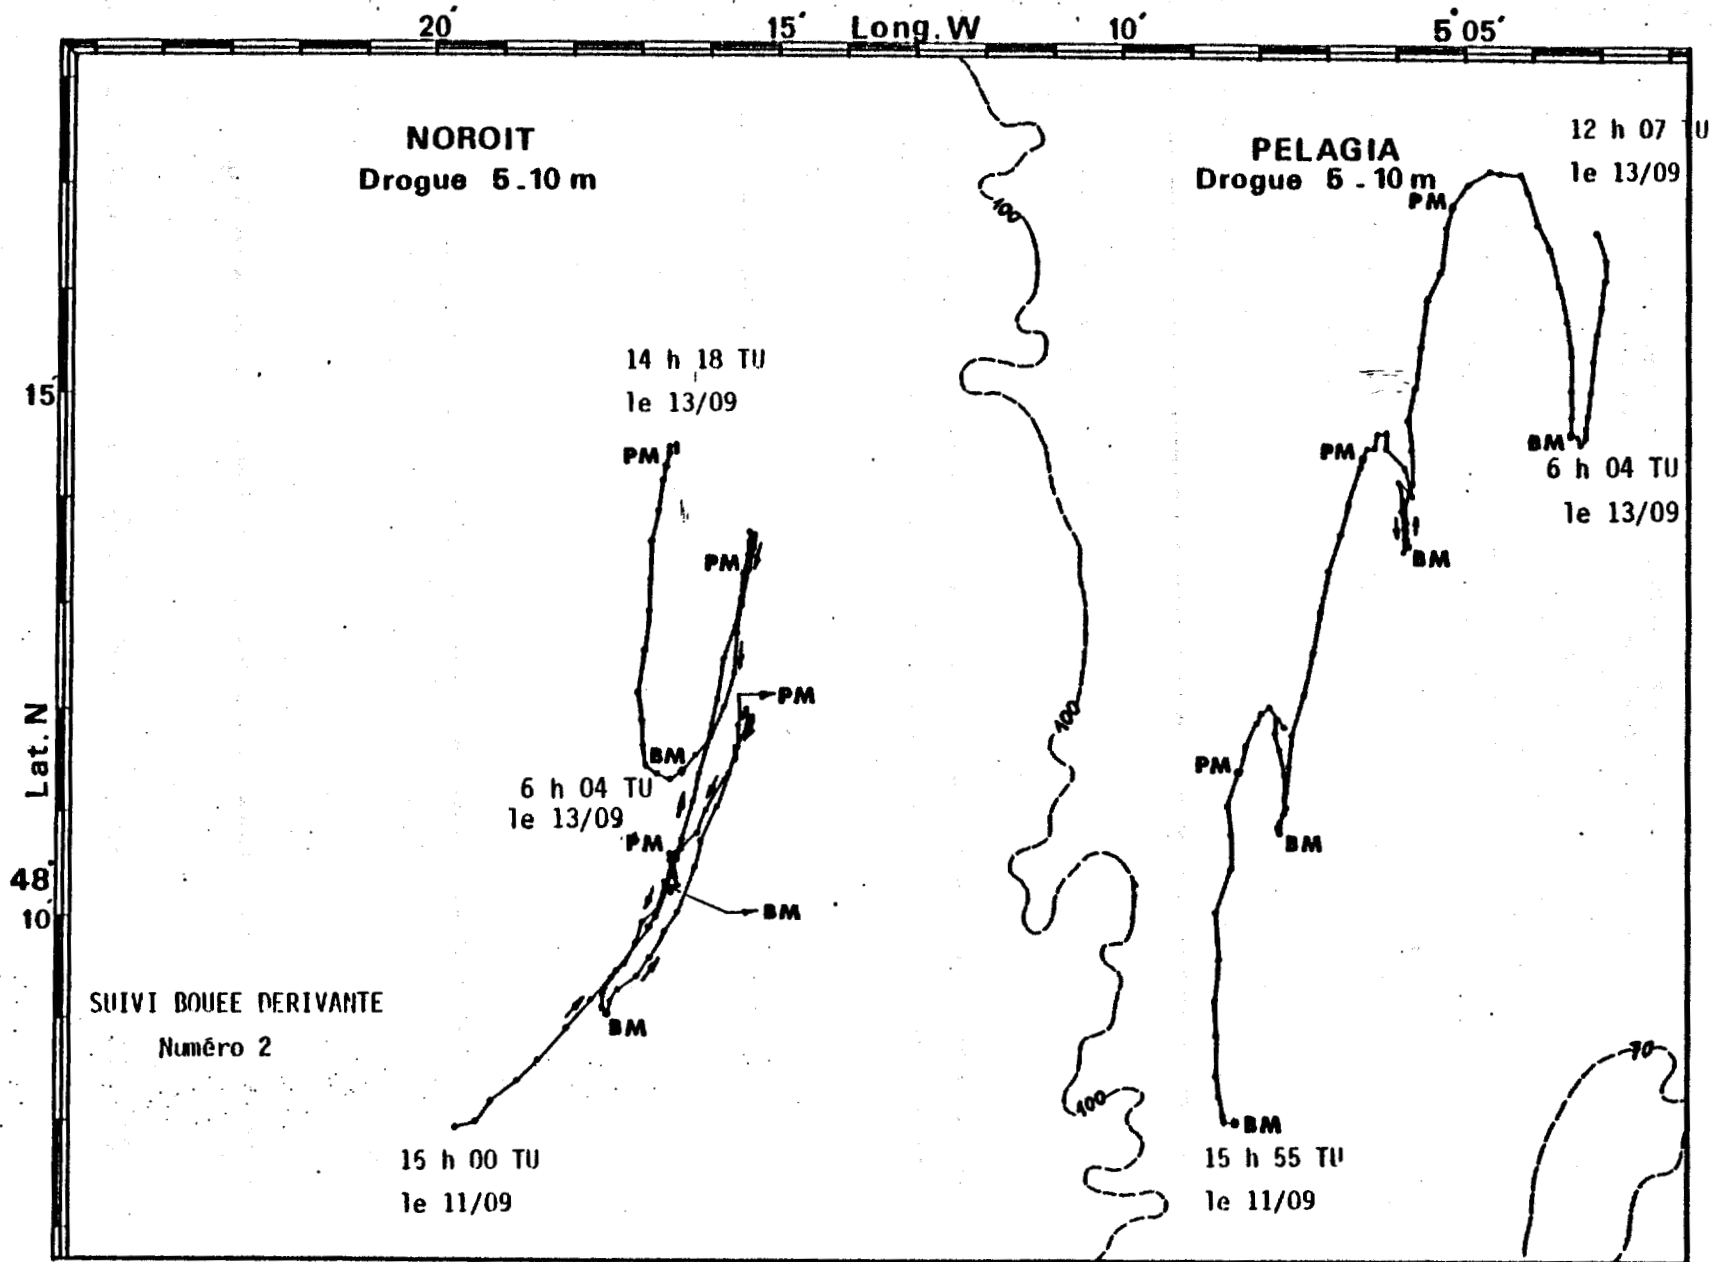 20′ 15′ Long. W 10′ 5° 05′
NOROIT
Drogue 5-10 m
PELAGIA
Drogue 5-10 m
12 h 07 TU
le 13/09
PM
100
14 h 18 TU
le 13/09
15
PM
PM
BM
6 h 04 TU
le 13/09
PM
BM
PM
100
Lat. N
BM
6 h 04 TU
le 13/09
PM
PM
BM
48°
10′
BM
SUIVI BOUEE DERIVANTE
Numéro 2
BM
70
100
BM
15 h 00 TU
le 11/09
15 h 55 TU
le 11/09